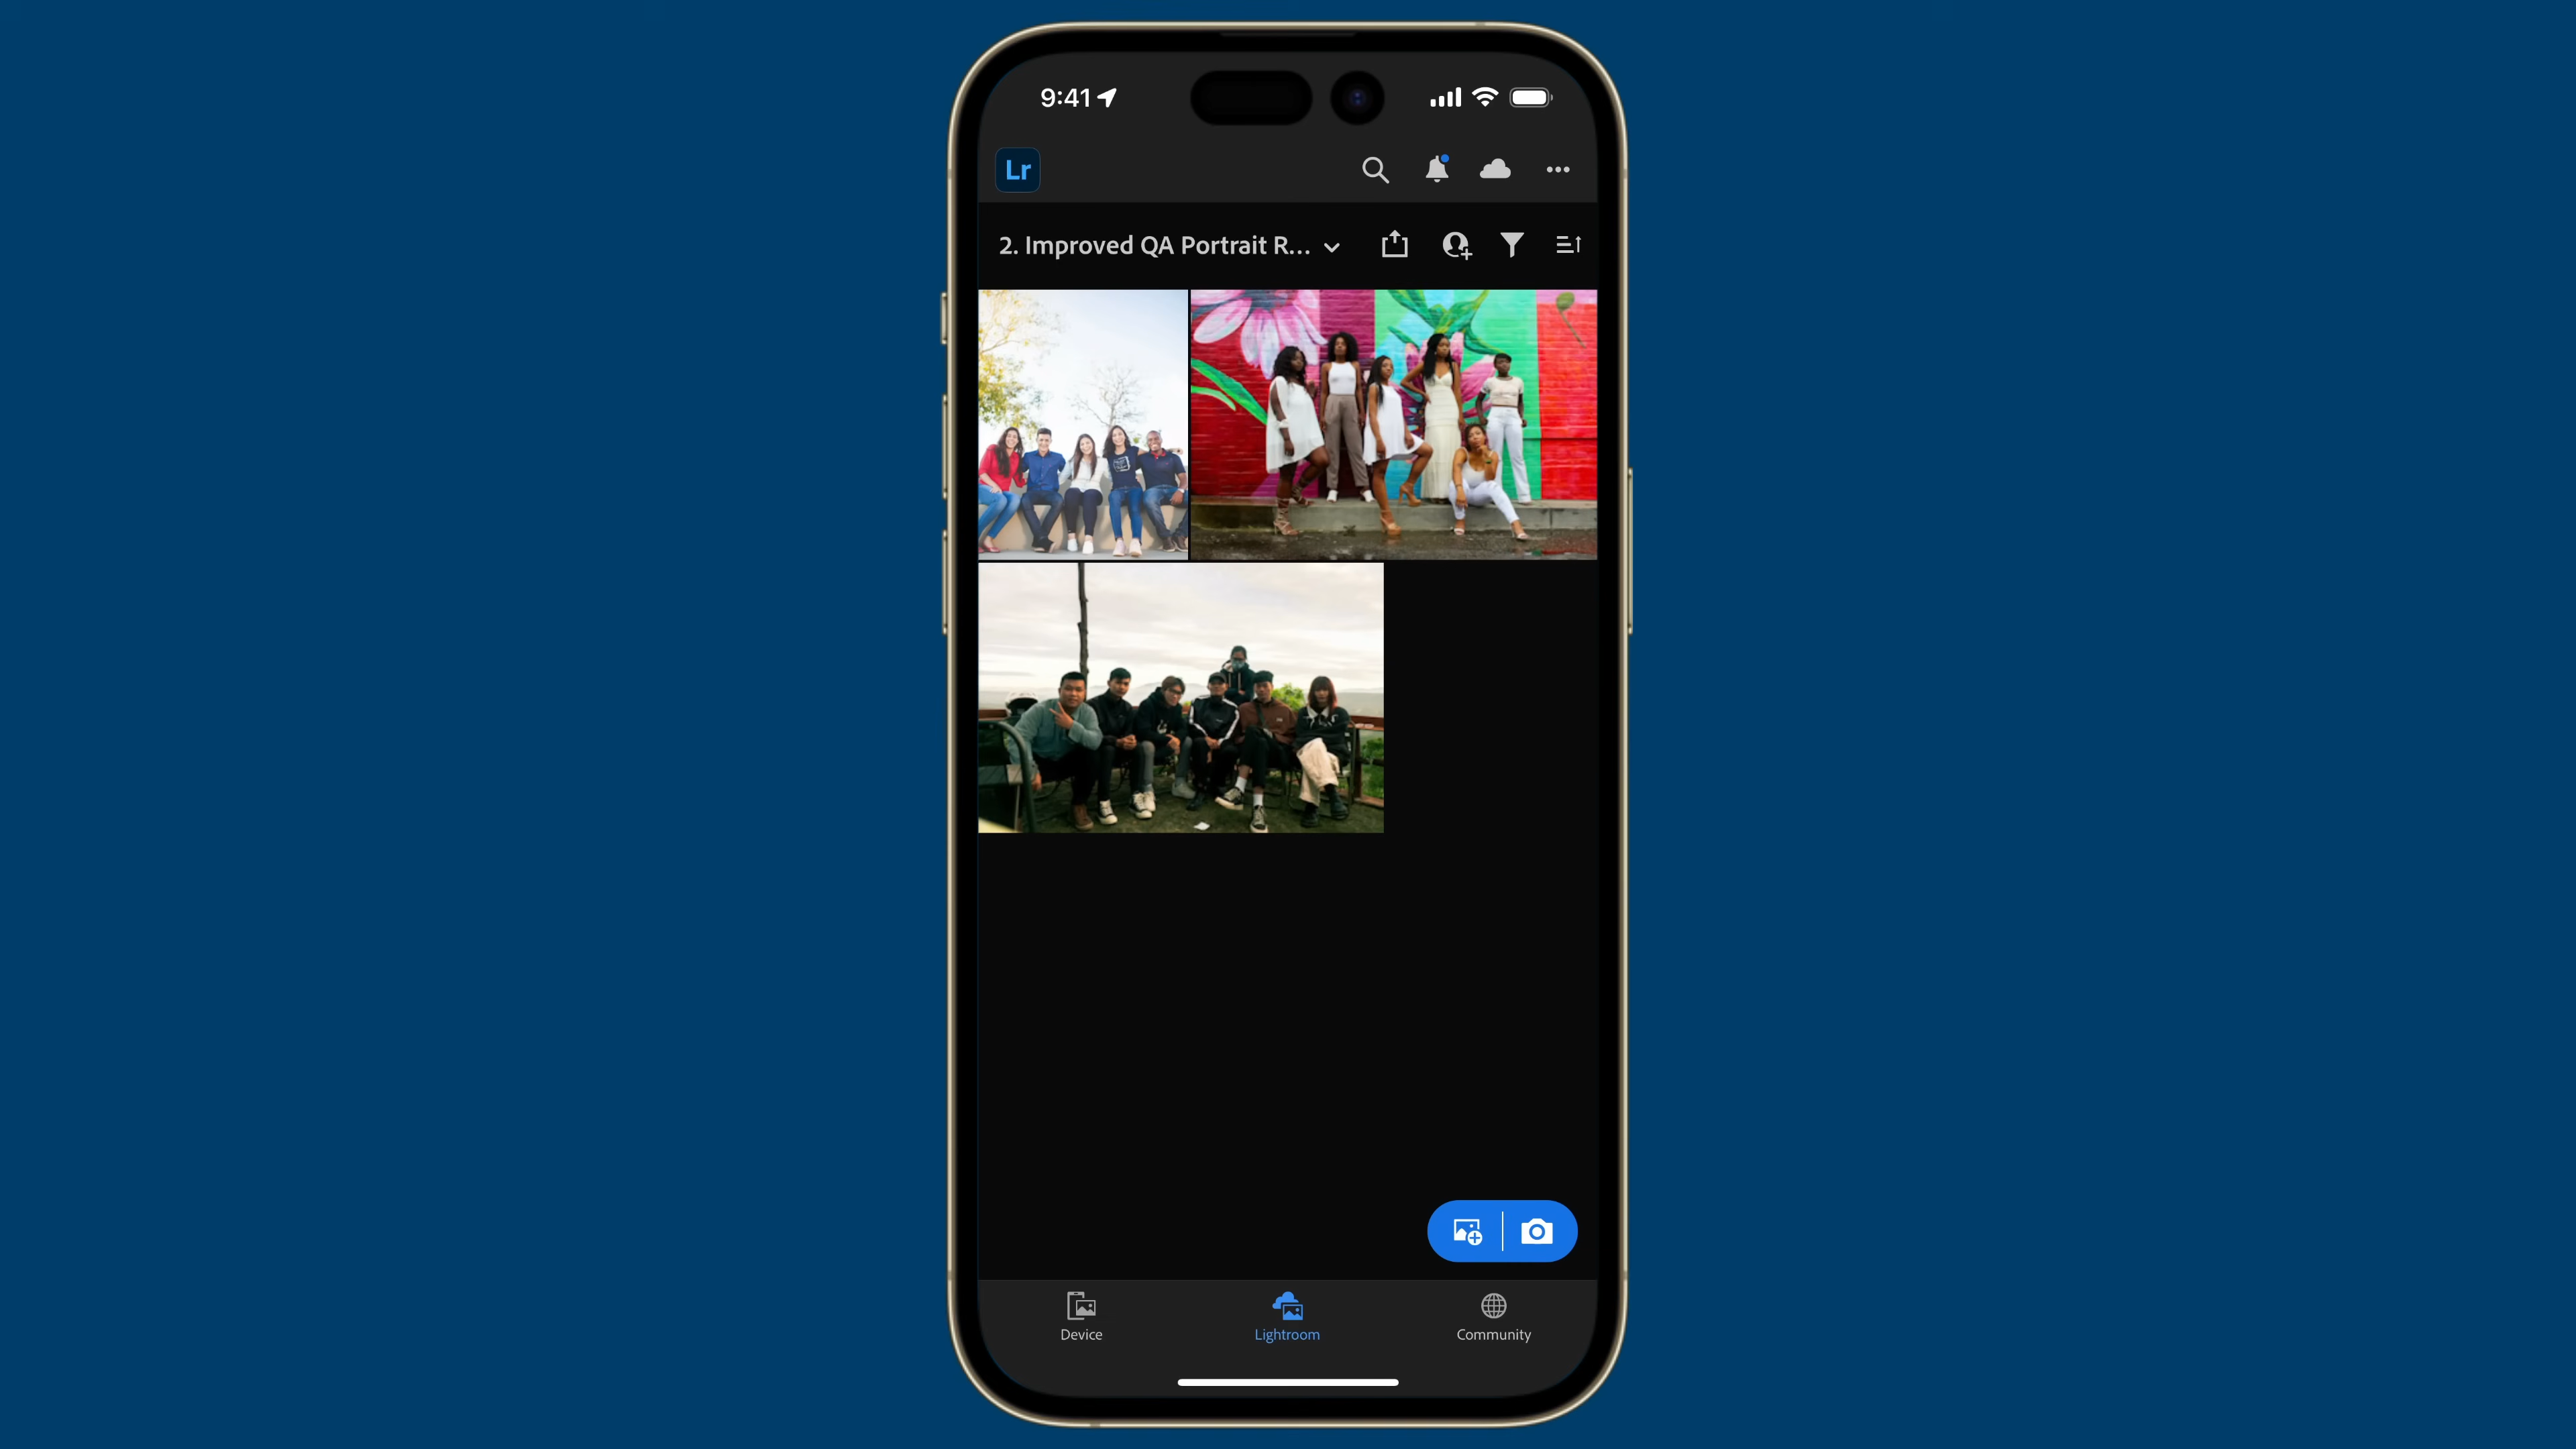 9:41
Lr
2. Improved QA Portrait R...
Device
Lightroom
Community